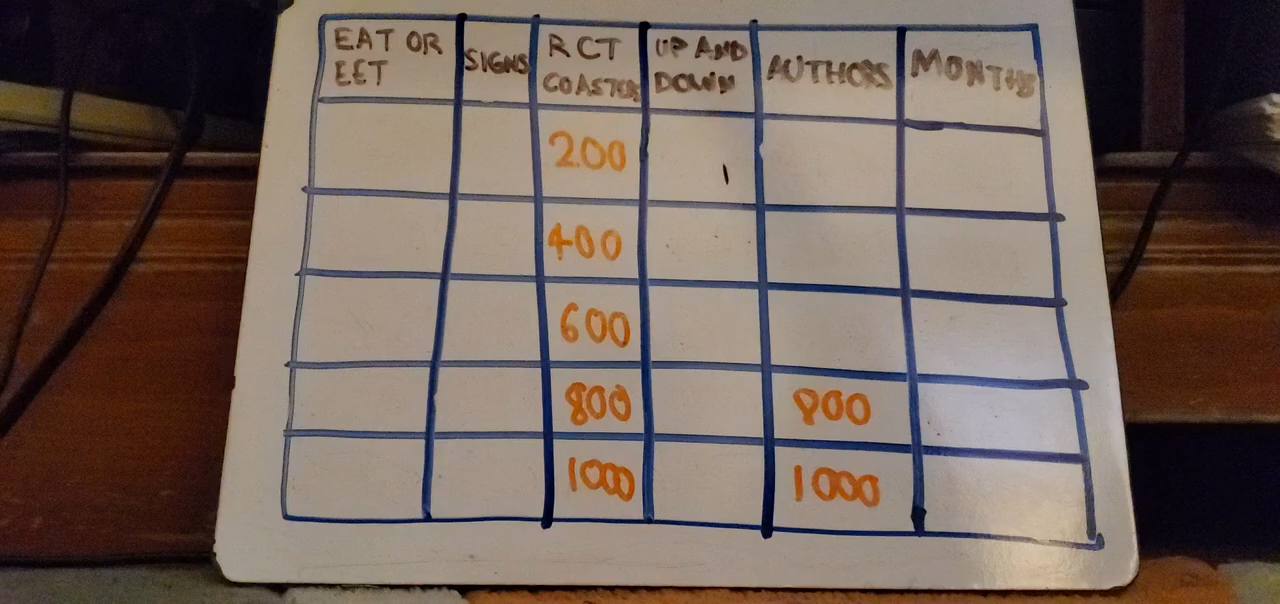 EAT OR
EET
SIGNS
RCT
COASTERS
UP AND
DOWN
AUTHORS
MONTHS
200
400
600
800
800
1000
1000